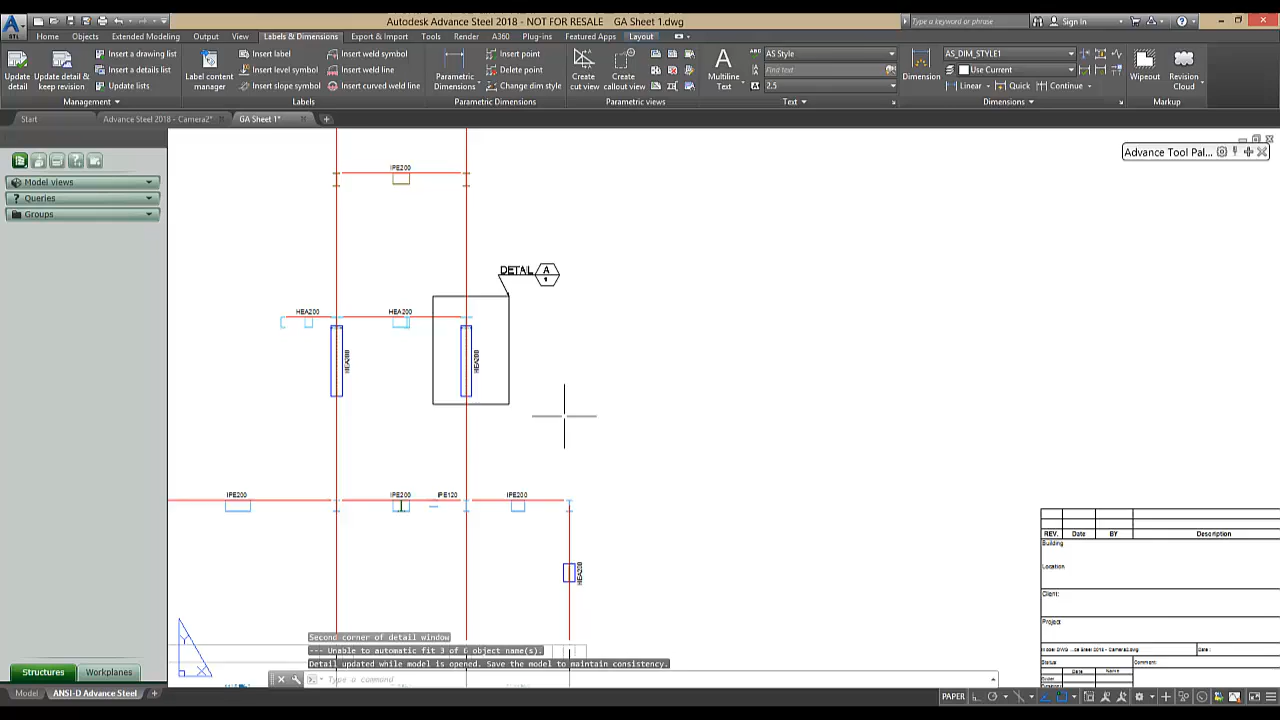 Autodesk Advance Steel 2018 - NOT FOR RESALE GA Sheet 1.dwg
Type a keyword or phrase
Sign In
Home Objects Extended Modeling Output View Labels & Dimensions Export & Import Tools Render A360 Plug-ins Featured Apps Layout
Update detail
Update detail & keep revision
Insert a drawing list
Insert a details list
Update lists
Management
Label content manager
Insert label
Insert level symbol
Insert slope symbol
Insert weld symbol
Insert weld line
Insert curved weld line
Labels
Parametric Dimensions
Insert point
Delete point
Change dim style
Parametric Dimensions
Create cut view
Create callout view
Parametric views
Multiline Text
ABC
AS Style
Find text
2.5
Text
Dimension
AS_DIM_STYLE1
Use Current
Linear
Quick
Continue
Dimensions
Wipeout
Revision Cloud
Markup
Start
Advance Steel 2018 - Camera2*
GA Sheet 1*
Advance Tool Pal...
Model views
Queries
Groups
IPE200
DETAIL A
1
HEA200 HEA200
HEA200
HEA200
IPE200 IPE200 IPE120 IPE200
HEA200
REV. Date BY Description
Building
Location
Client:
Project
Status
Comment:
Date :
Second corner of detail window
--- Unable to automatic fit 3 of 6 object name(s).
Detail updated while model is opened. Save the model to maintain consistency.
Type a command
Structures Workplanes
Model ANSI-D Advance Steel
PAPER